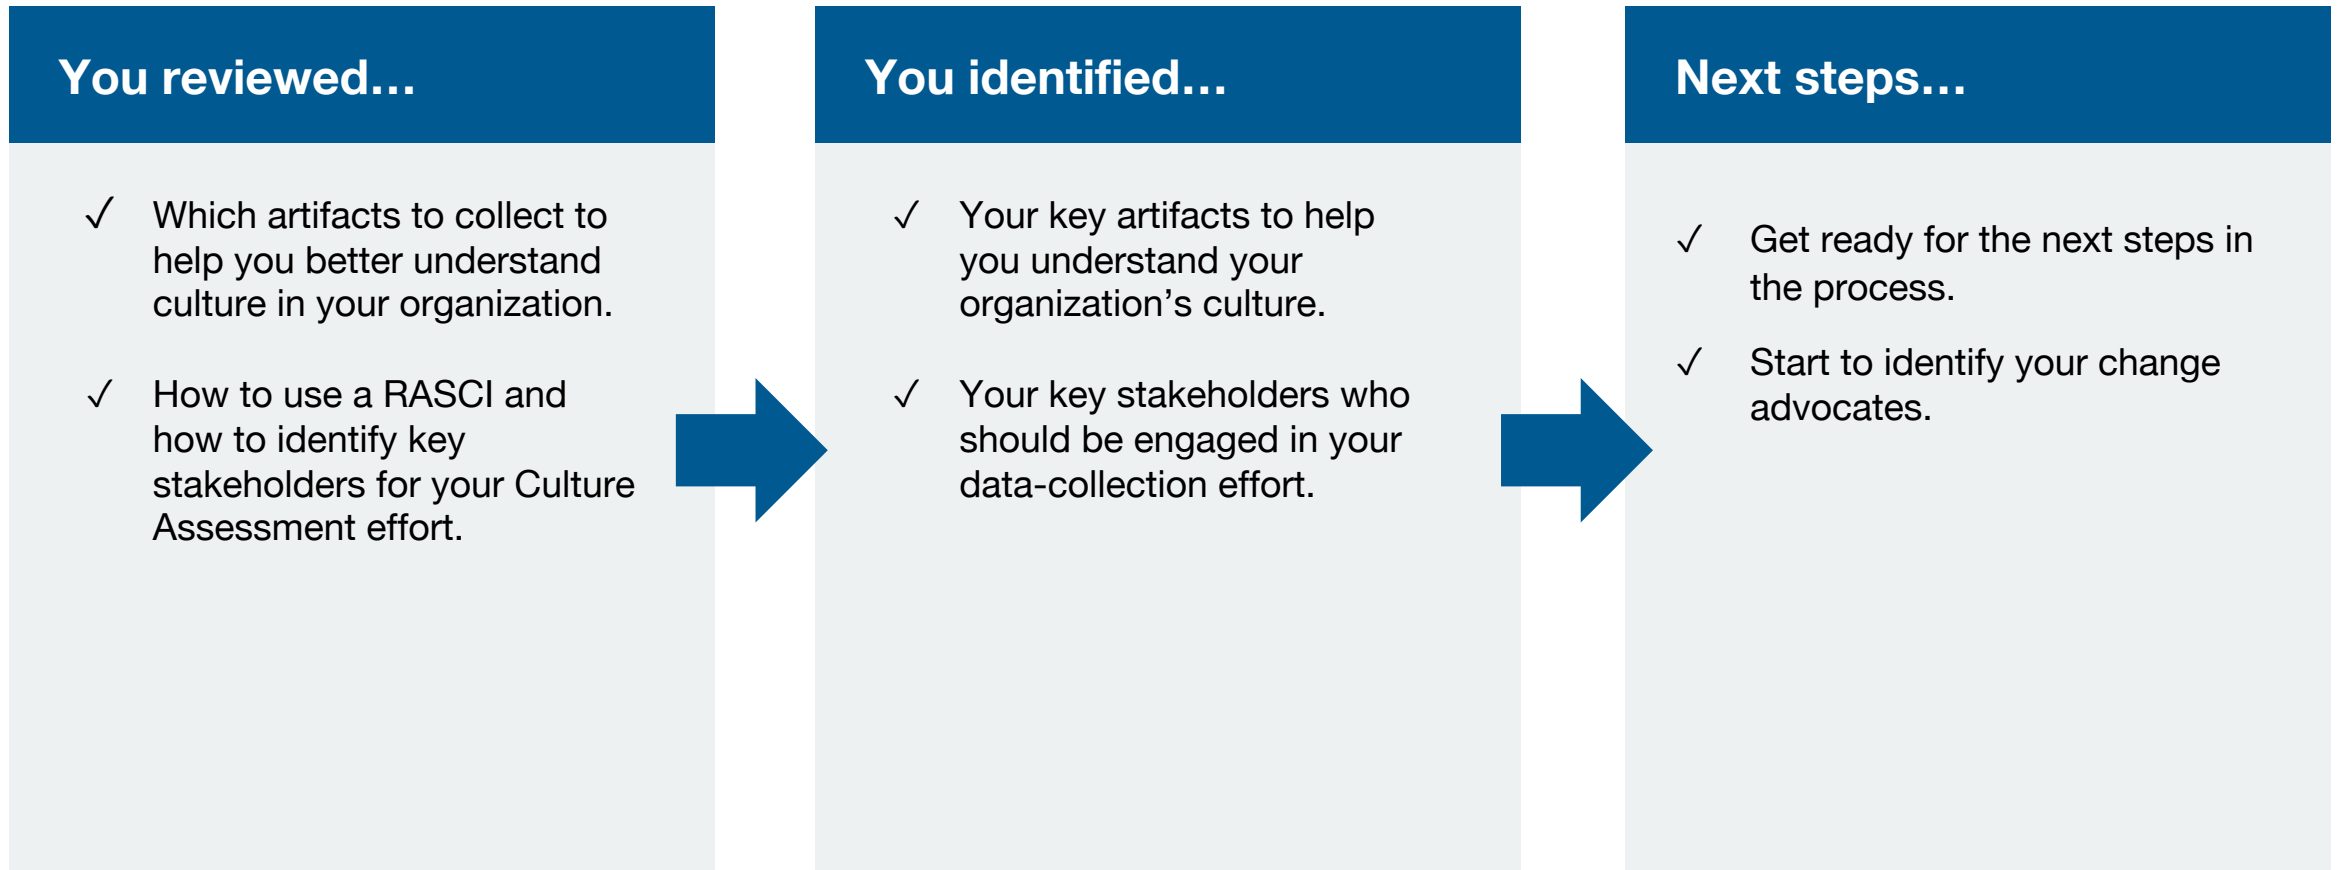 You reviewed…
✓ Which artifacts to collect to
help you better understand
culture in your organization.
✓ How to use a RASCI and
how to identify key
stakeholders for your Culture
Assessment effort.
You identified…
✓ Your key artifacts to help
you understand your
organization’s culture.
✓ Your key stakeholders who
should be engaged in your
data-collection effort.
Next steps…
✓ Get ready for the next steps in
the process.
✓ Start to identify your change
advocates.